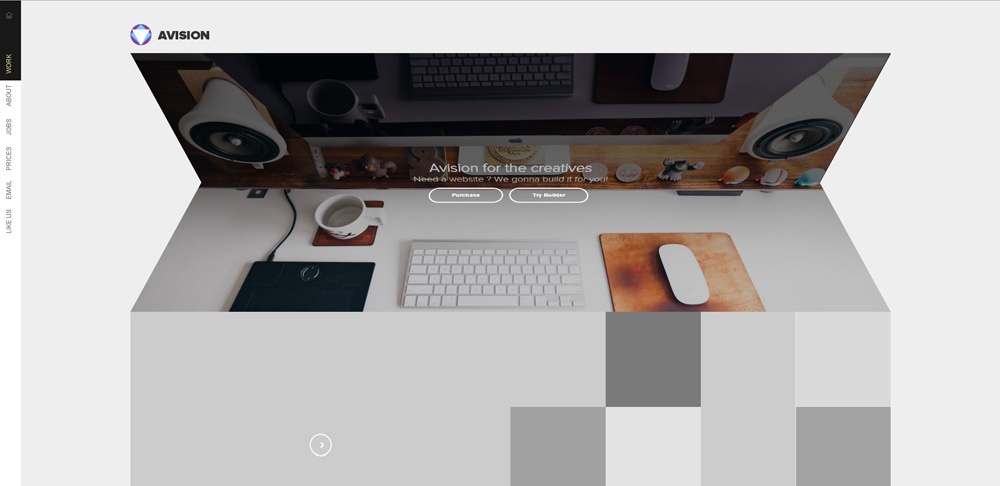 WORK
ABOUT
JOBS
PRICES
EMAIL
LIKE US
AVISION
Avision for the creatives
Need a website ? We gonna build it for you!
Purchase
Try Builder